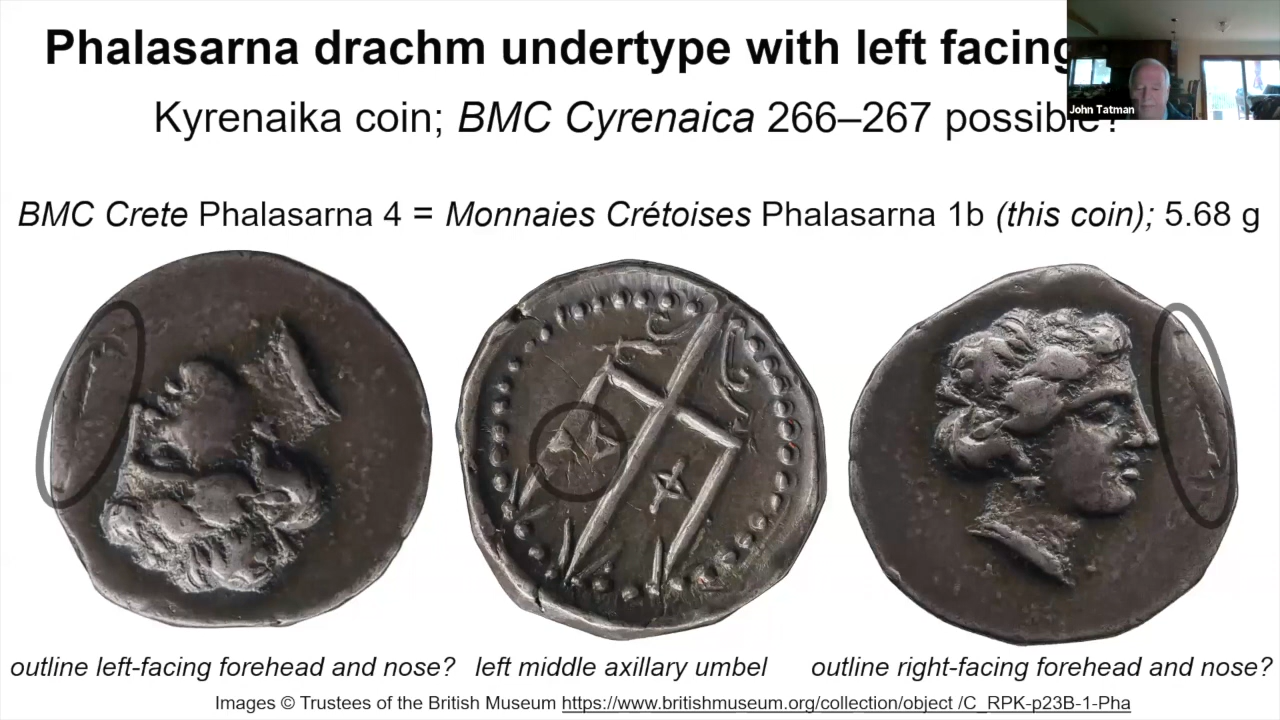 Phalasarna drachm undertype with left facing
John Tatman
Kyrenaika coin; BMC Cyrenaica 266–267 possible?
BMC Crete Phalasarna 4 = Monnaies Crétoises Phalasarna 1b (this coin); 5.68 g
outline left-facing forehead and nose? left middle axillary umbel outline right-facing forehead and nose?
Images © Trustees of the British Museum https://www.britishmuseum.org/collection/object /C_RPK-p23B-1-Pha